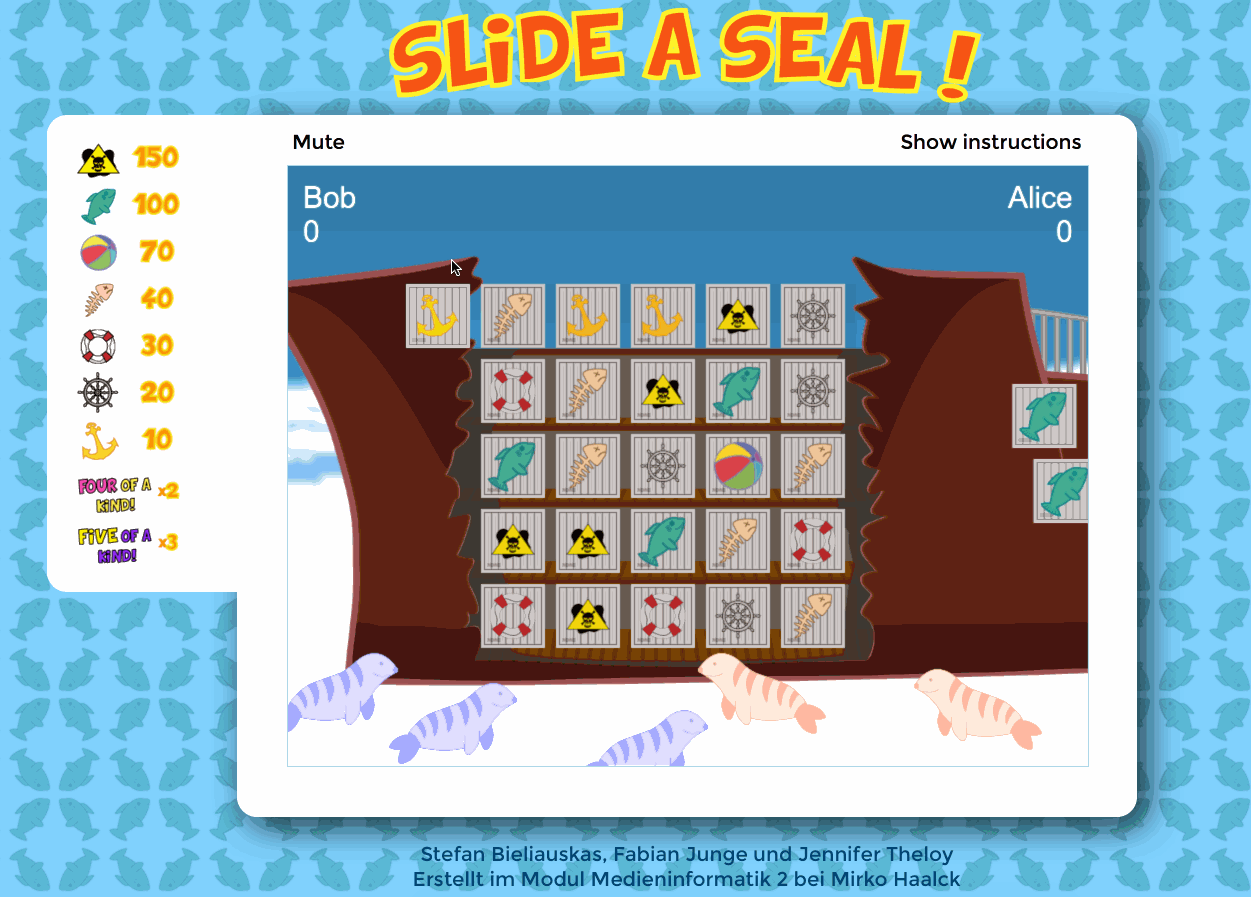 SLiDE A SEAL !
Mute
Show instructions
150
100
70
40
30
20
10
FOUR OF A KiND! x2
FiVE OF A KiND! x3
Bob
0
Alice
0
Stefan Bieliauskas, Fabian Junge und Jennifer Theloy
Erstellt im Modul Medieninformatik 2 bei Mirko Haalck